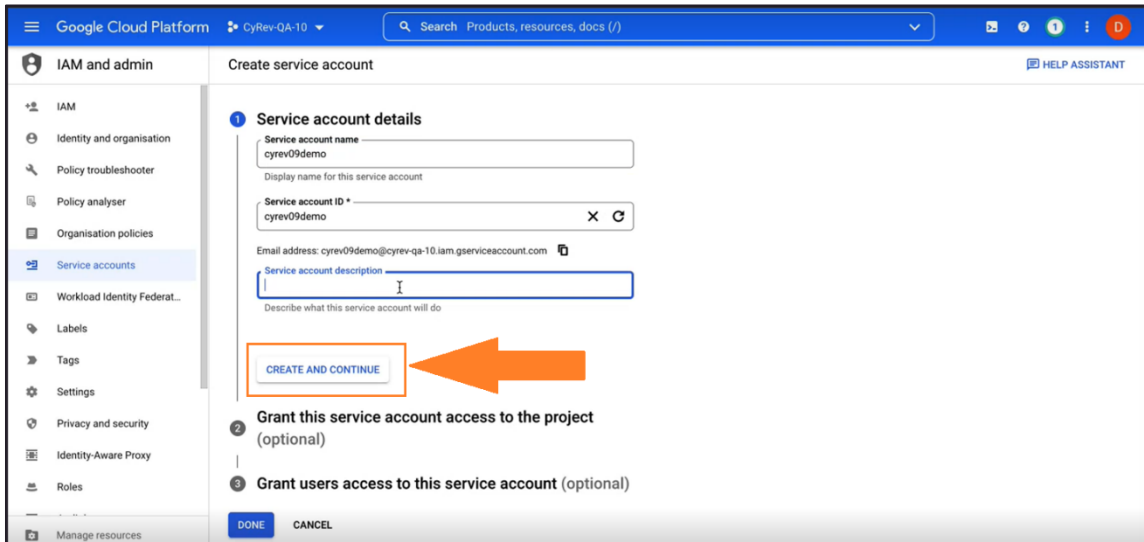 Google Cloud Platform CyRev-QA-10 Search Products, resources, docs (/) 1 D
IAM and admin
Create service account
HELP ASSISTANT
IAM
Identity and organisation
Policy troubleshooter
Policy analyser
Organisation policies
Service accounts
Workload Identity Federat...
Labels
Tags
Settings
Privacy and security
Identity-Aware Proxy
Roles
Manage resources
1 Service account details
Service account name
cyrev09demo
Display name for this service account
Service account ID *
cyrev09demo
Email address: cyrev09demo@cyrev-qa-10.iam.gserviceaccount.com
Service account description
Describe what this service account will do
CREATE AND CONTINUE
2 Grant this service account access to the project
(optional)
3 Grant users access to this service account (optional)
DONE CANCEL